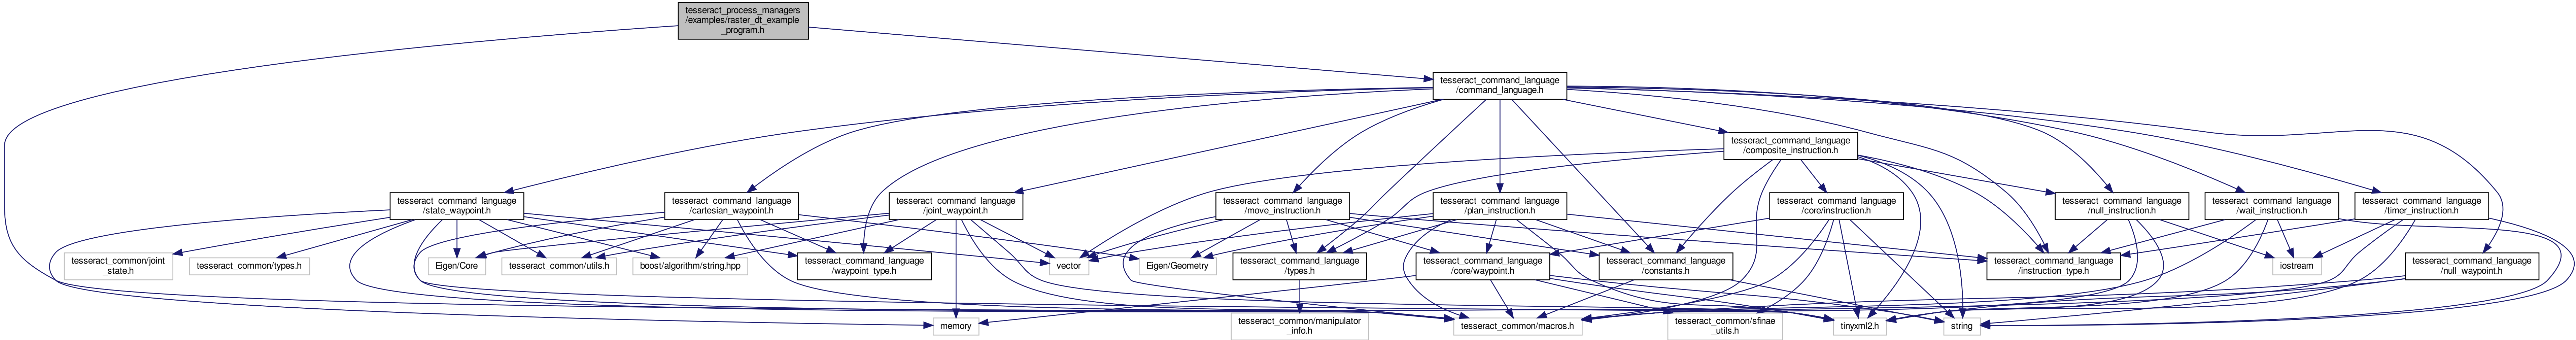 tesseract_process_managers
/examples/raster_dt_example
_program.h
tesseract_command_language
/command_language.h
tesseract_command_language
/composite_instruction.h
tesseract_command_language
/state_waypoint.h
tesseract_command_language
/cartesian_waypoint.h
tesseract_command_language
/joint_waypoint.h
tesseract_command_language
/move_instruction.h
tesseract_command_language
/plan_instruction.h
tesseract_command_language
/core/instruction.h
tesseract_command_language
/null_instruction.h
tesseract_command_language
/wait_instruction.h
tesseract_command_language
/timer_instruction.h
tesseract_common/joint
_state.h
tesseract_common/types.h
Eigen/Core
tesseract_common/utils.h
boost/algorithm/string.hpp
tesseract_command_language
/waypoint_type.h
vector
Eigen/Geometry
tesseract_command_language
/types.h
tesseract_command_language
/core/waypoint.h
tesseract_command_language
/constants.h
tesseract_command_language
/instruction_type.h
iostream
tesseract_command_language
/null_waypoint.h
memory
tesseract_common/manipulator
_info.h
tesseract_common/macros.h
tesseract_common/sfinae
_utils.h
tinyxml2.h
string